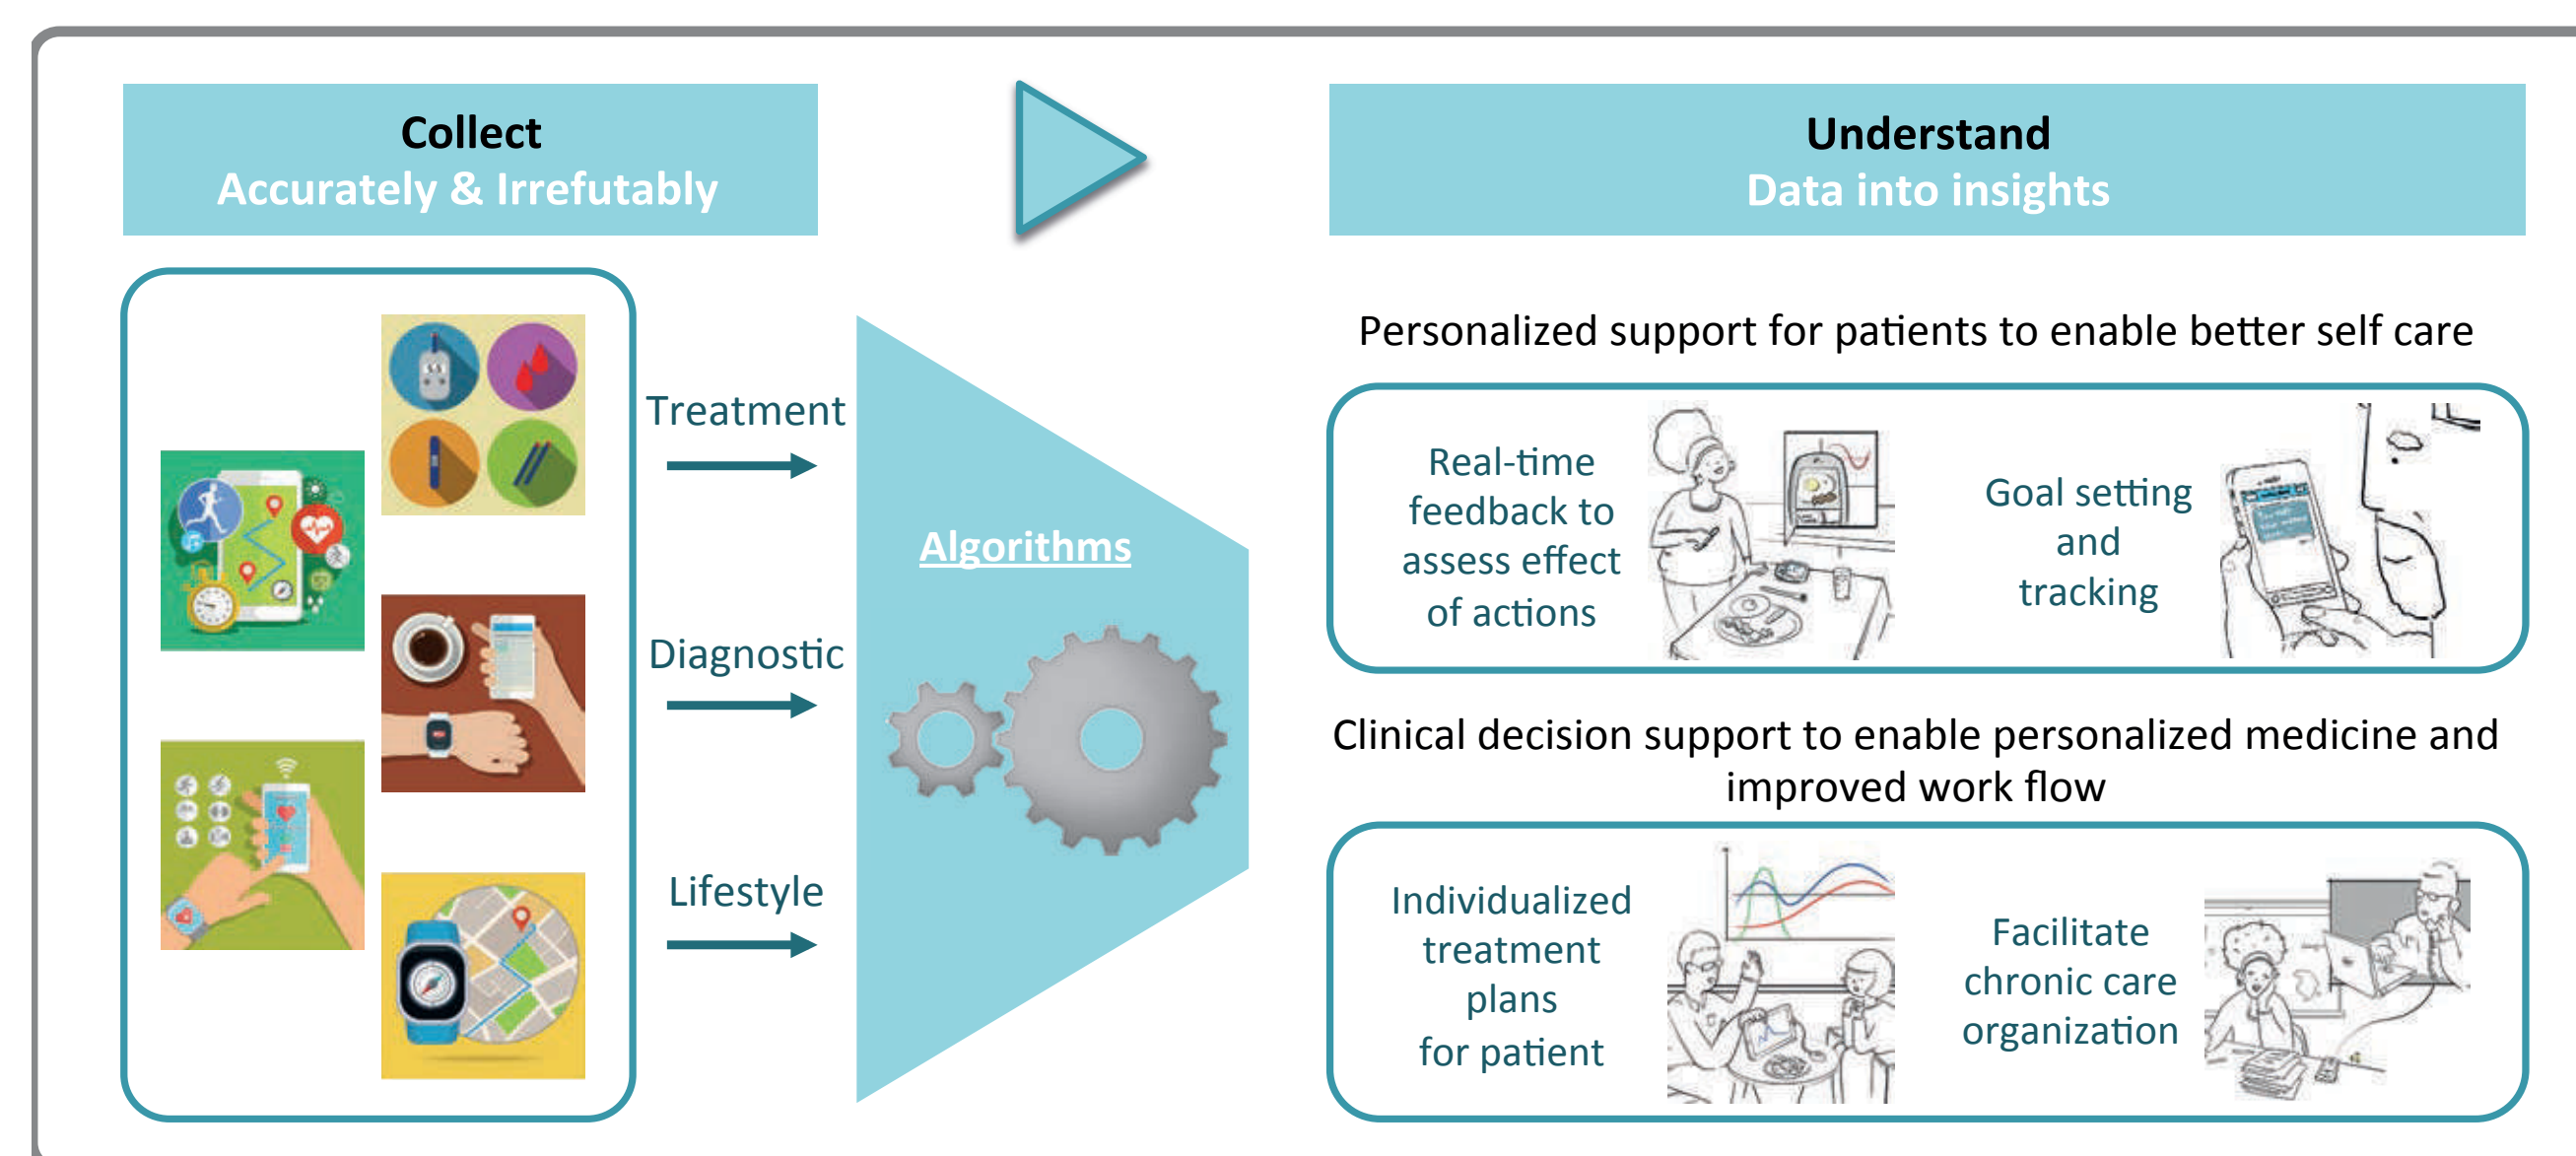 Collect
Accurately & Irrefutably
Understand
Data into insights
Treatment
Diagnostic
Lifestyle
Algorithms
Personalized support for patients to enable better self care
Real-time
feedback to
assess effect
of actions
Goal setting
and
tracking
Clinical decision support to enable personalized medicine and
improved work flow
Individualized
treatment
plans
for patient
Facilitate
chronic care
organization